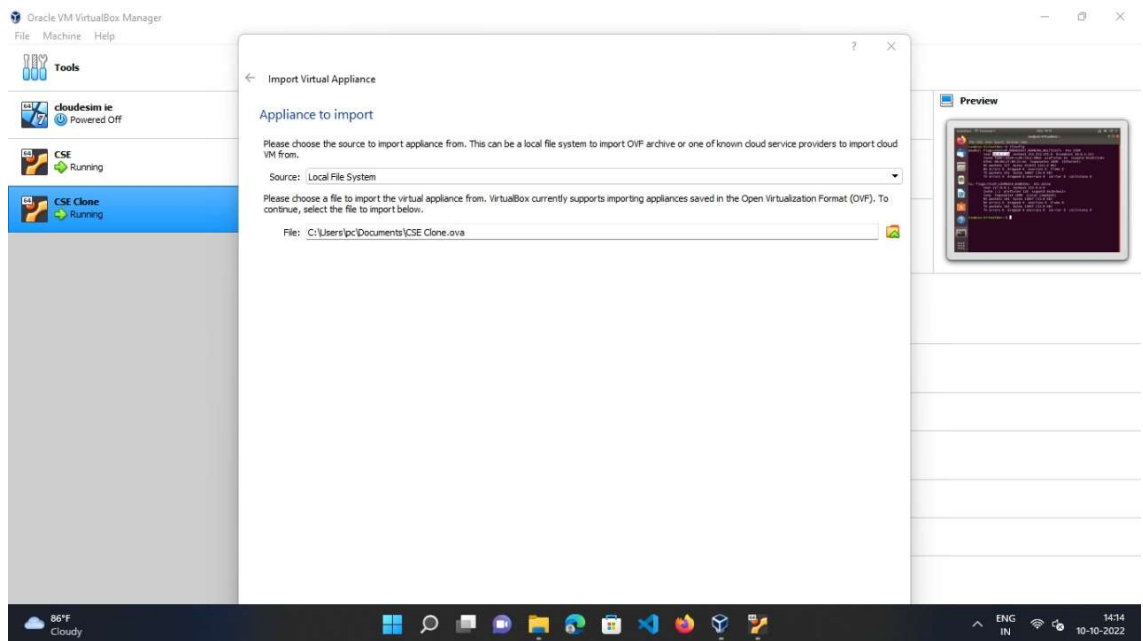 Oracle VM VirtualBox Manager
File Machine Help
Tools
cloudesim ie
Powered Off
CSE
Running
CSE Clone
Running
?
Import Virtual Appliance
Appliance to import
Please choose the source to import appliance from. This can be a local file system to import OVF archive or one of known cloud service providers to import cloud
VM from.
Source: Local File System
Please choose a file to import the virtual appliance from. VirtualBox currently supports importing appliances saved in the Open Virtualization Format (OVF). To
continue, select the file to import below.
File: C:\Users\pc\Documents\CSE Clone.ova
Preview
86°F
Cloudy
ENG
IN
14:14
10-10-2022